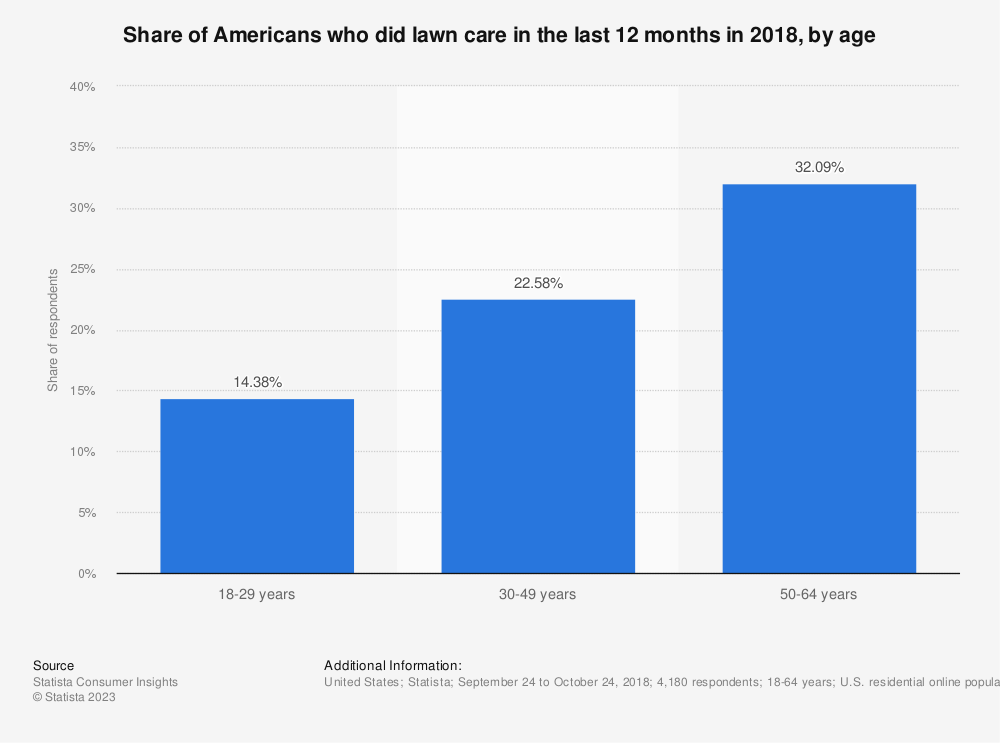 Share of Americans who did lawn care in the last 12 months in 2018, by age
40%
35%
30%
25%
20%
15%
10%
5%
0%
Share of respondents
14.38%
22.58%
32.09%
18-29 years
30-49 years
50-64 years
Source
Statista Consumer Insights
© Statista 2023
Additional Information:
United States; Statista; September 24 to October 24, 2018; 4,180 respondents; 18-64 years; U.S. residential online popula